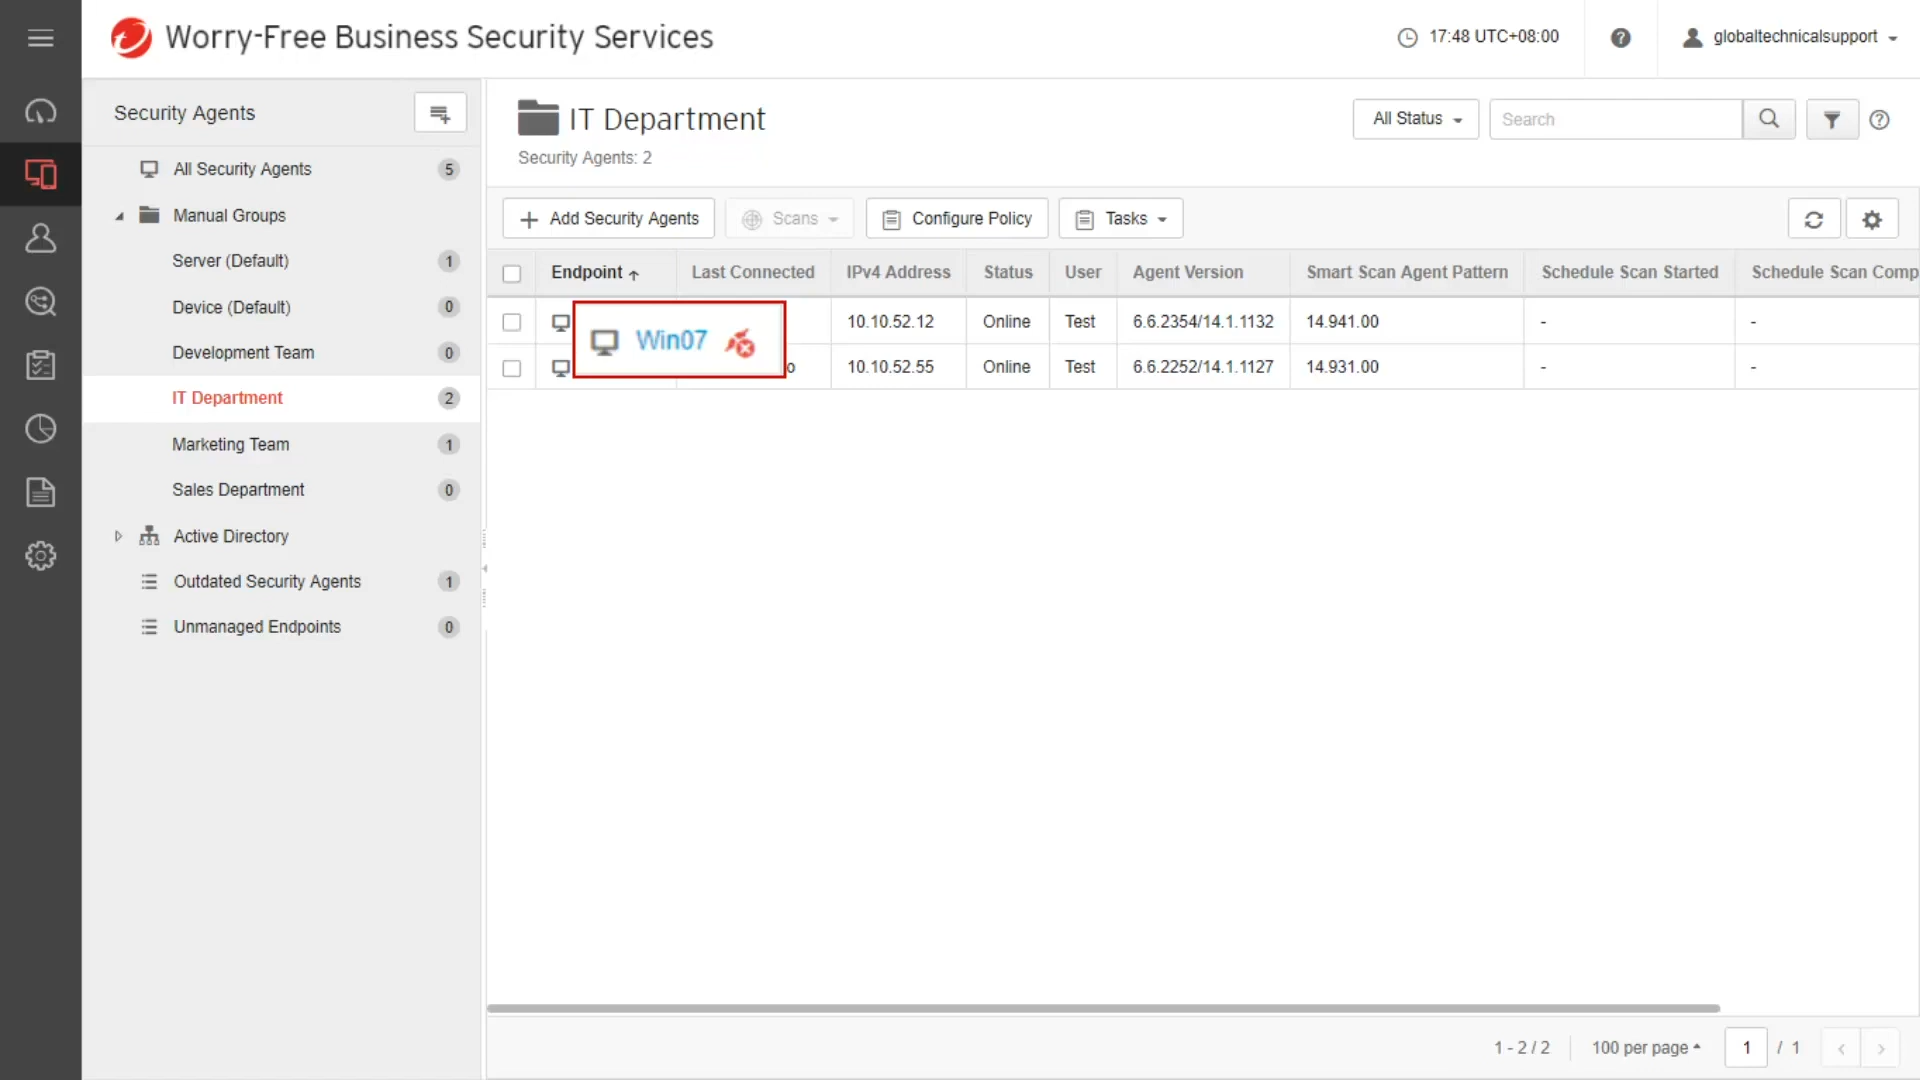 Worry-Free Business Security Services
17:48 UTC+08:00
globaltechnicalsupport
Security Agents
All Security Agents 5
Manual Groups
Server (Default) 1
Device (Default) 0
Development Team 0
IT Department 2
Marketing Team 1
Sales Department 0
Active Directory
Outdated Security Agents 1
Unmanaged Endpoints 0
IT Department
Security Agents: 2
All Status
Search
Add Security Agents
Scans
Configure Policy
Tasks
Endpoint Last Connected IPv4 Address Status User Agent Version Smart Scan Agent Pattern Schedule Scan Started Schedule Scan Comp
Win07
10.10.52.12 Online Test 6.6.2354/14.1.1132 14.941.00 - -
o 10.10.52.55 Online Test 6.6.2252/14.1.1127 14.931.00 - -
1 - 2 / 2 100 per page 1 / 1